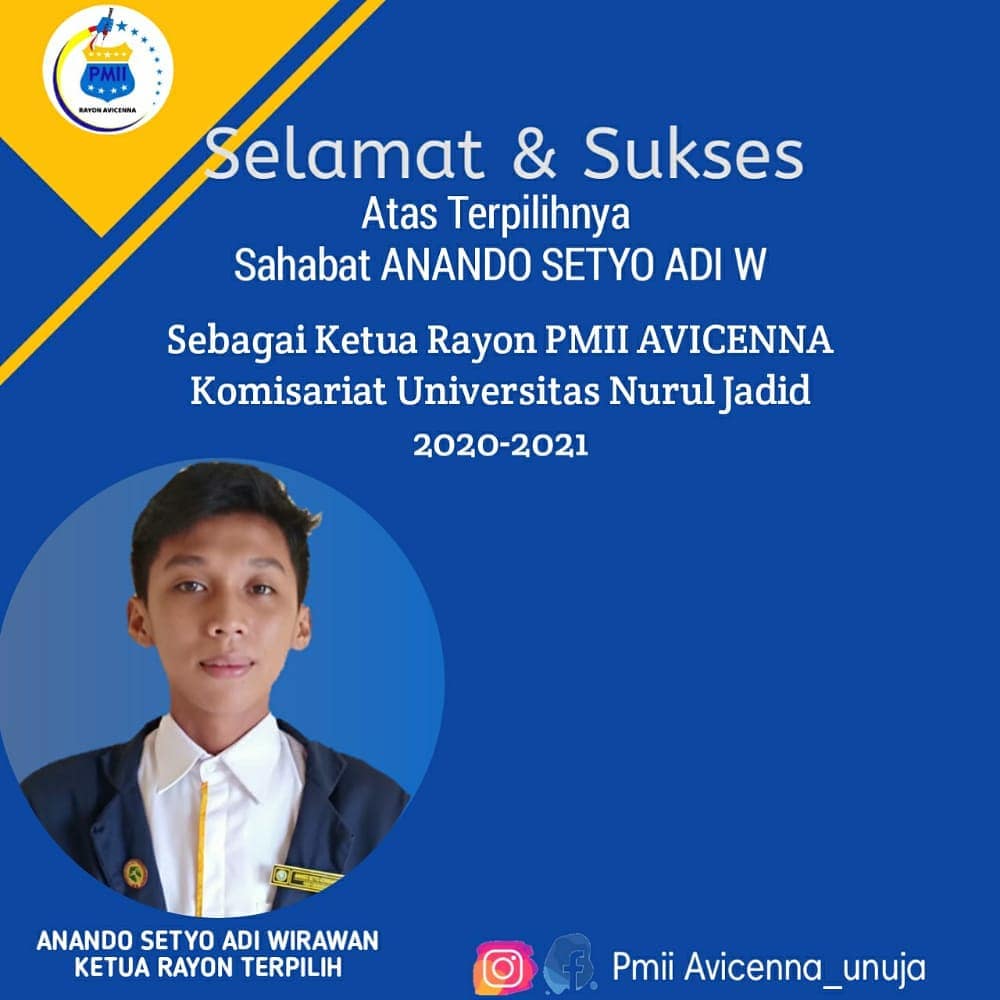 PMII
RAYON AVICENNA
Selamat & Sukses
Atas Terpilihnya
Sahabat ANANDO SETYO ADI W
Sebagai Ketua Rayon PMII AVICENNA
Komisariat Universitas Nurul Jadid
2020-2021
ANANDO SETYO ADI WIRAWAN
KETUA RAYON TERPILIH
Pmii Avicenna_unuja